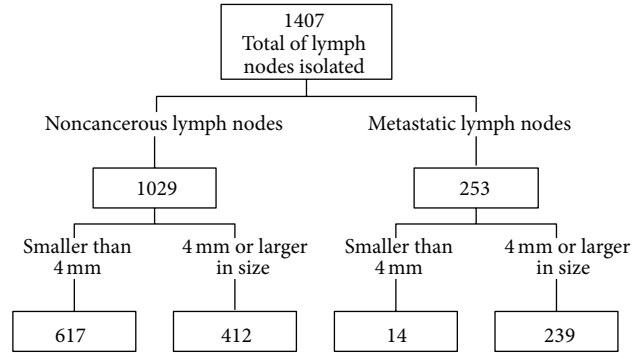 1407
Total of lymph
nodes isolated
Noncancerous lymph nodes
Metastatic lymph nodes
1029
253
Smaller than
4 mm
4 mm or larger
in size
Smaller than
4 mm
4 mm or larger
in size
617
412
14
239